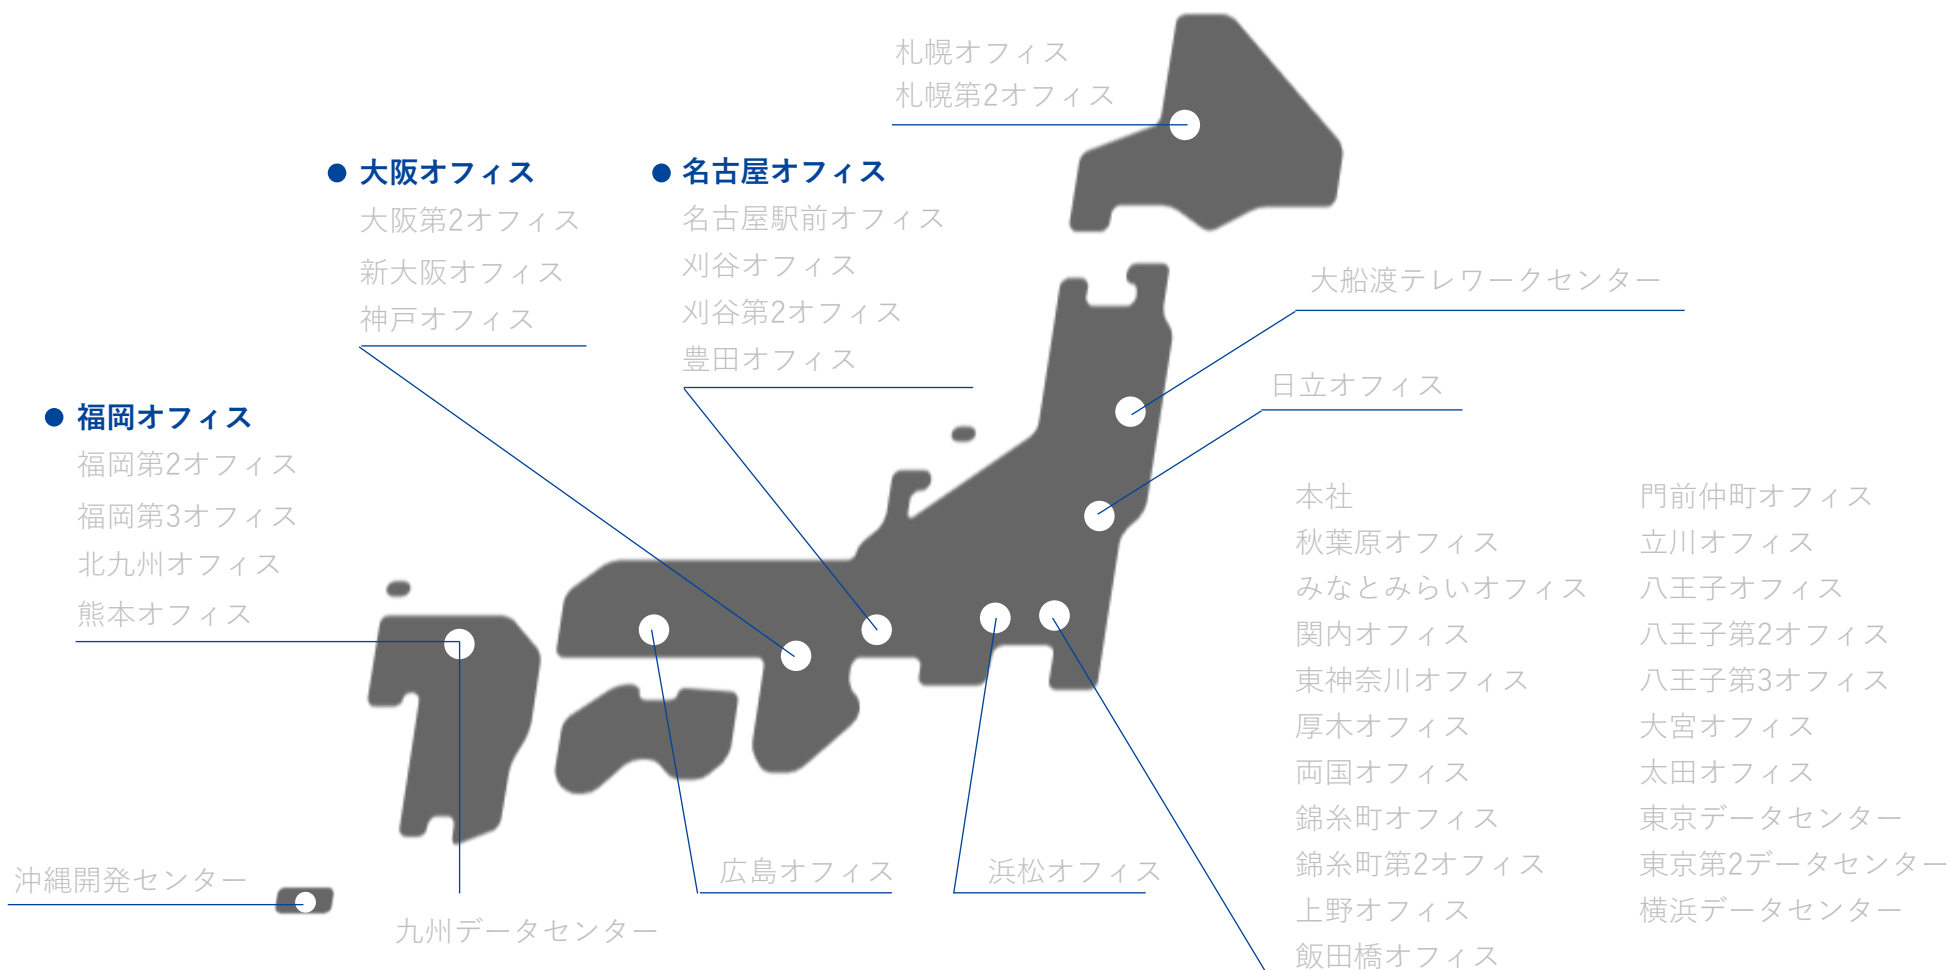 札幌オフィス
札幌第2オフィス
大阪オフィス
大阪第2オフィス
新大阪オフィス
神戸オフィス
名古屋オフィス
名古屋駅前オフィス
刈谷オフィス
刈谷第2オフィス
豊田オフィス
大船渡テレワークセンター
日立オフィス
福岡オフィス
福岡第2オフィス
福岡第3オフィス
北九州オフィス
熊本オフィス
本社
秋葉原オフィス
みなとみらいオフィス
関内オフィス
東神奈川オフィス
厚木オフィス
両国オフィス
錦糸町オフィス
錦糸町第2オフィス
上野オフィス
飯田橋オフィス
門前仲町オフィス
立川オフィス
八王子オフィス
八王子第2オフィス
八王子第3オフィス
大宮オフィス
太田オフィス
東京データセンター
東京第2データセンター
横浜データセンター
沖縄開発センター
九州データセンター
広島オフィス
浜松オフィス